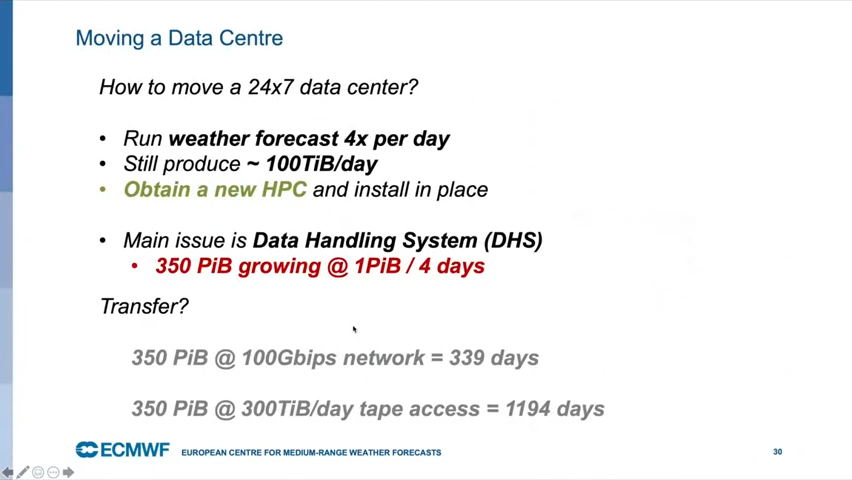 Moving a Data Centre
How to move a 24x7 data center?
• Run weather forecast 4x per day
• Still produce ~ 100TiB/day
• Obtain a new HPC and install in place
• Main issue is Data Handling System (DHS)
• 350 PiB growing @ 1PiB / 4 days
Transfer?
350 PiB @ 100Gbips network = 339 days
350 PiB @ 300TiB/day tape access = 1194 days
ECMWF EUROPEAN CENTRE FOR MEDIUM-RANGE WEATHER FORECASTS 30